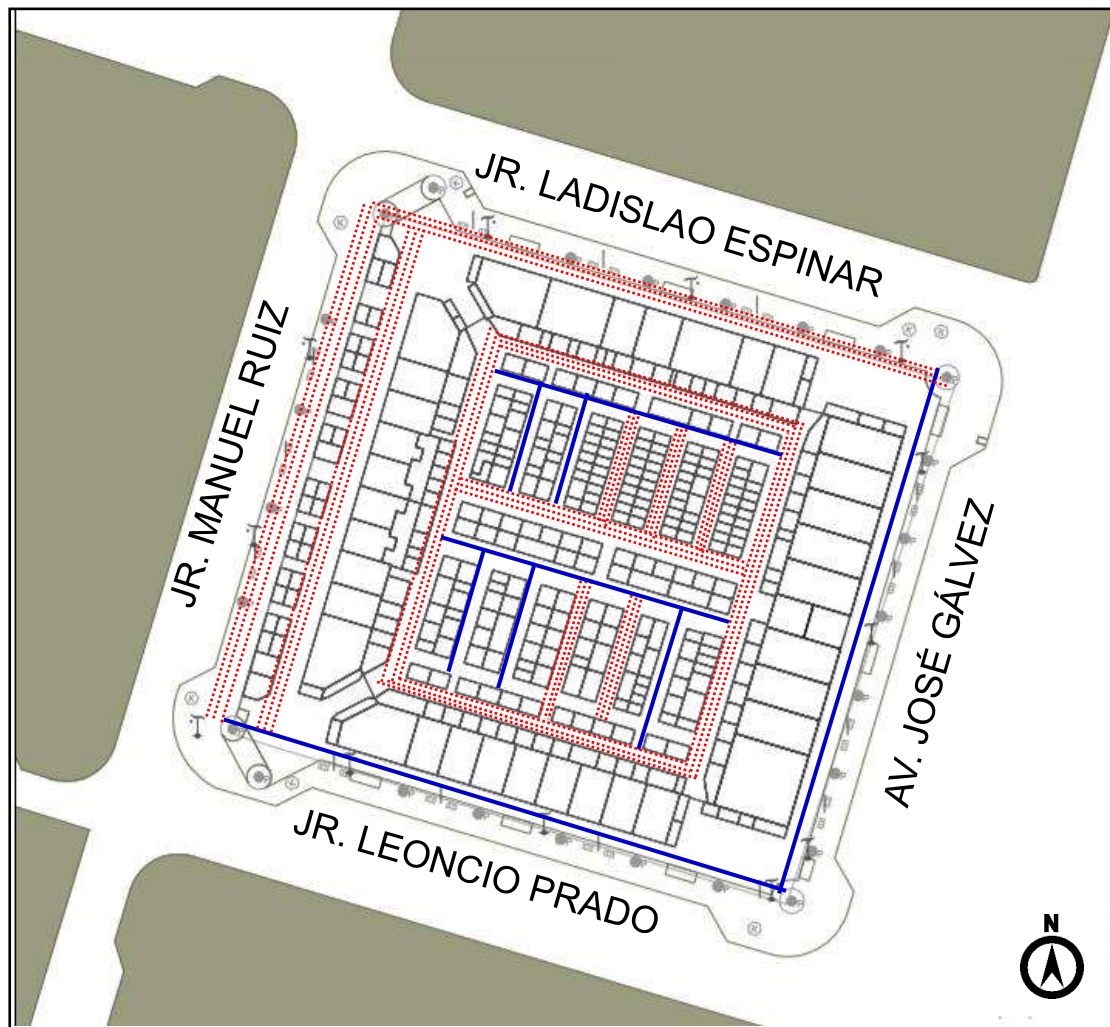 JR. LADISLAO ESPINAR
JR. MANUEL RUIZ
AV. JOSÉ GÁLVEZ
JR. LEONCIO PRADO
N